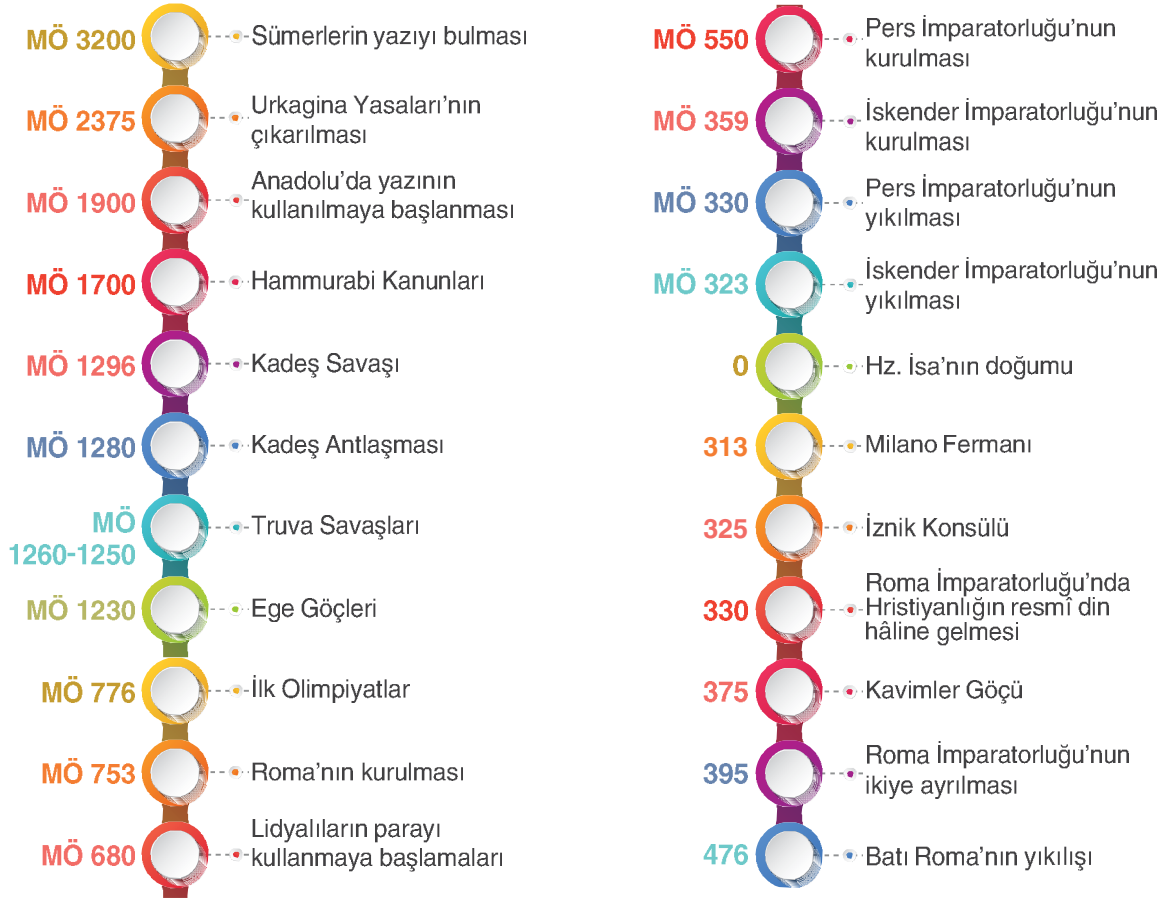 MÖ 3200 Sümerlerin yazıyı bulması
MÖ 2375 Urkagina Yasaları’nın
çıkarılması
MÖ 1900 Anadolu’da yazının
kullanılmaya başlanması
MÖ 1700 Hammurabi Kanunları
MÖ 1296 Kadeş Savaşı
MÖ 1280 Kadeş Antlaşması
MÖ
1260-1250 Truva Savaşları
MÖ 1230 Ege Göçleri
MÖ 776 İlk Olimpiyatlar
MÖ 753 Roma’nın kurulması
MÖ 680 Lidyalıların parayı
kullanmaya başlamaları
MÖ 550 Pers İmparatorluğu’nun
kurulması
MÖ 359 İskender İmparatorluğu’nun
kurulması
MÖ 330 Pers İmparatorluğu’nun
yıkılması
MÖ 323 İskender İmparatorluğu’nun
yıkılması
0 Hz. İsa’nın doğumu
313 Milano Fermanı
325 İznik Konsülü
330 Roma İmparatorluğu’nda
Hristiyanlığın resmî din
hâline gelmesi
375 Kavimler Göçü
395 Roma İmparatorluğu’nun
ikiye ayrılması
476 Batı Roma’nın yıkılışı